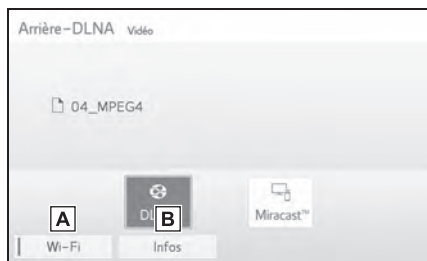 Arrière-DLNA Vidéo
04_MPEG4
DL
Miracast™
A
B
Wi-Fi
Infos